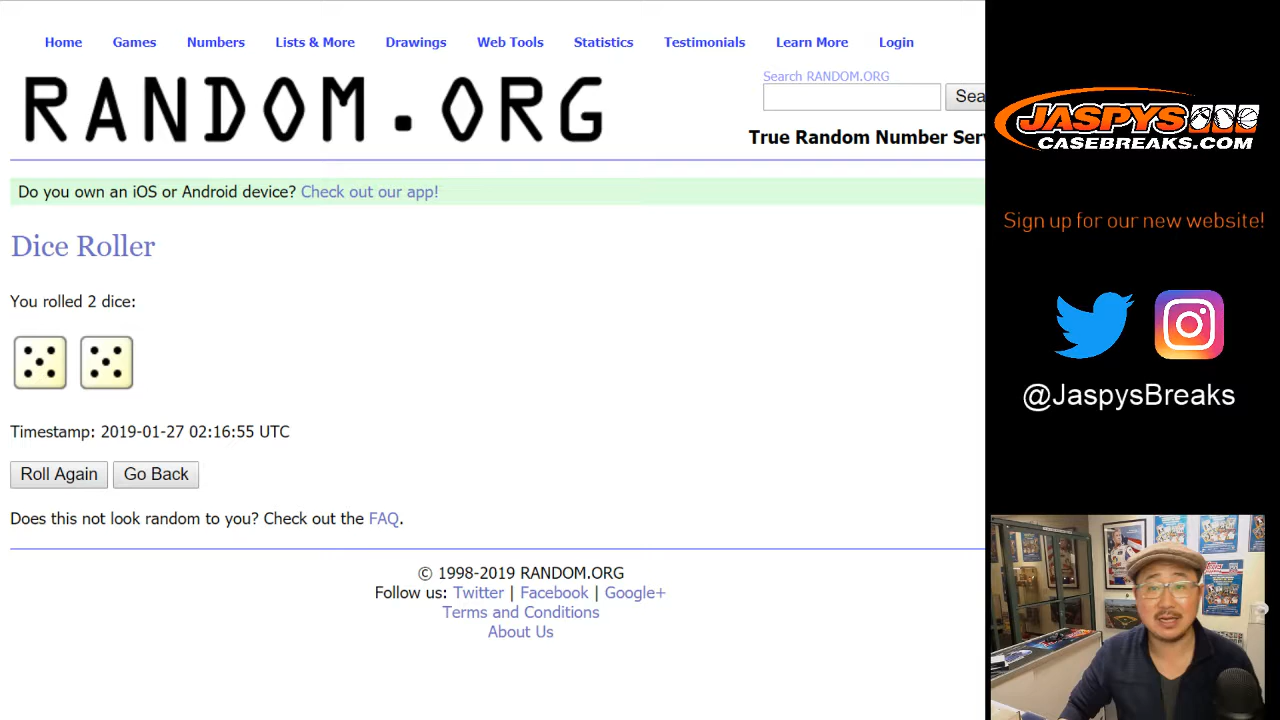 Home Games Numbers Lists & More Drawings Web Tools Statistics Testimonials Learn More Login
RANDOM.ORG
Search RANDOM.ORG
Sea
True Random Number Ser
Do you own an iOS or Android device? Check out our app!
Dice Roller
You rolled 2 dice:
Timestamp: 2019-01-27 02:16:55 UTC
Roll Again Go Back
Does this not look random to you? Check out the FAQ.
© 1998-2019 RANDOM.ORG
Follow us: Twitter | Facebook | Google+
Terms and Conditions
About Us
JASPYS
CASEBREAKS.COM
Sign up for our new website!
@JaspysBreaks